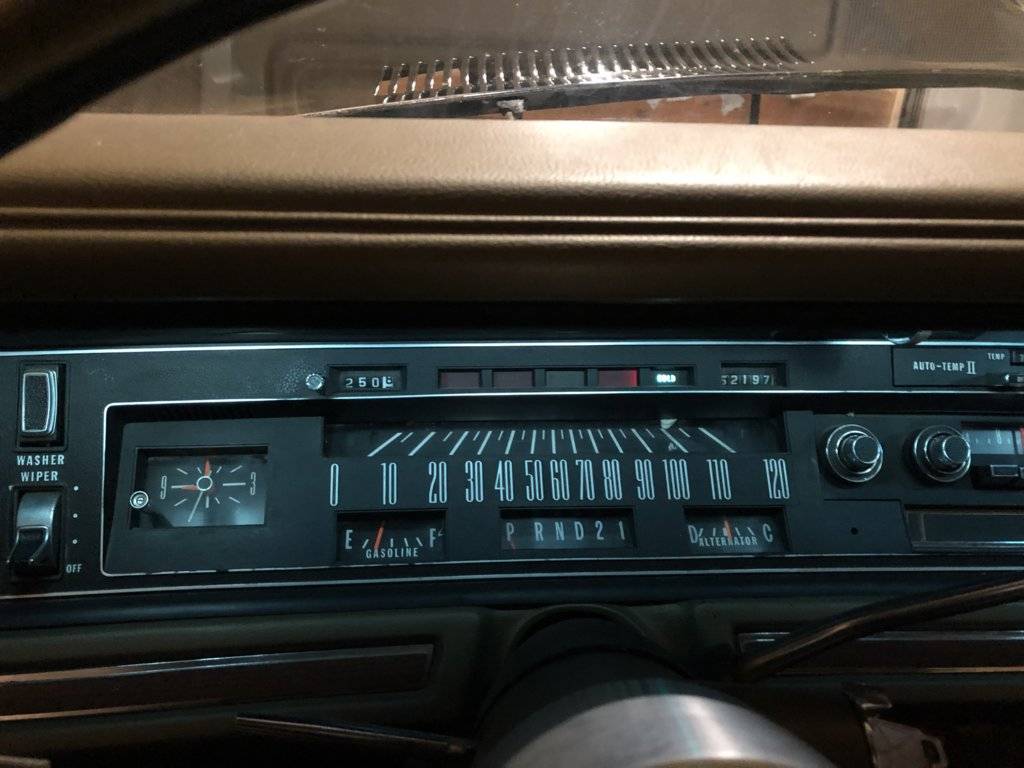 TEMP
AUTO-TEMP II
250
COLD
52197
WASHER
WIPER
OFF
9 3
0 10 20 30 40 50 60 70 80 90 100 110 120
E F
GASOLINE
P R N D 2 1
D C
ALTERNATOR